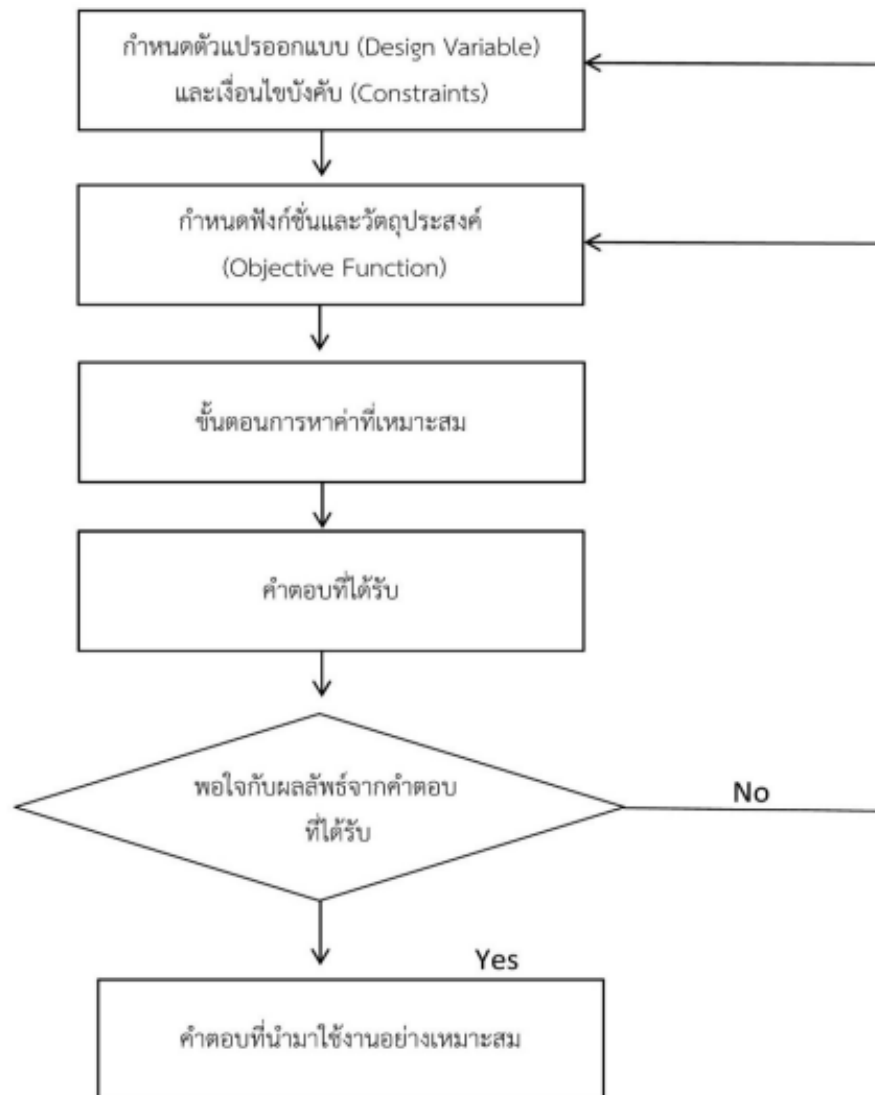 กำหนดตัวแปรออกแบบ (Design Variable)
และเงื่อนไขบังคับ (Constraints)
กำหนดฟังก์ชั่นและวัตถุประสงค์
(Objective Function)
ขั้นตอนการหาค่าที่เหมาะสม
คำตอบที่ได้รับ
พอใจกับผลลัพธ์จากคำตอบ
ที่ได้รับ
No
Yes
คำตอบที่นำมาใช้งานอย่างเหมาะสม